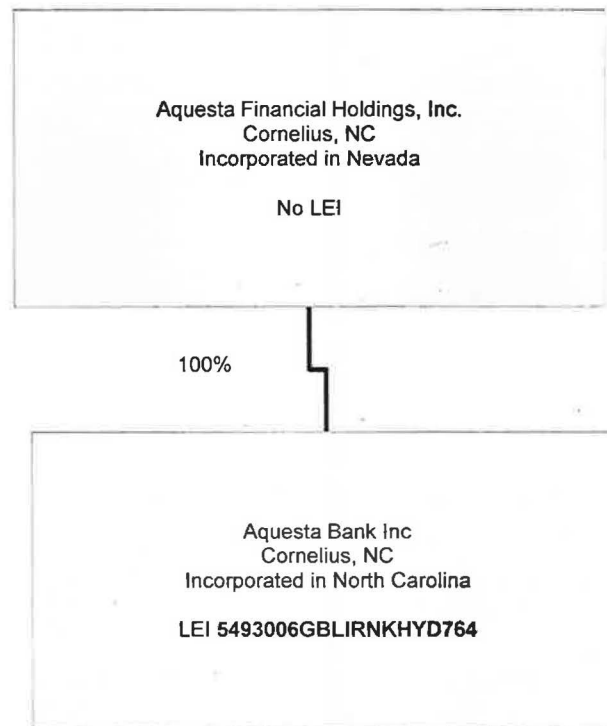 Aquesta Financial Holdings, Inc.
Cornelius, NC
Incorporated in Nevada
No LEI
100%
Aquesta Bank Inc
Cornelius, NC
Incorporated in North Carolina
LEI 5493006GBLIRNKHYD764